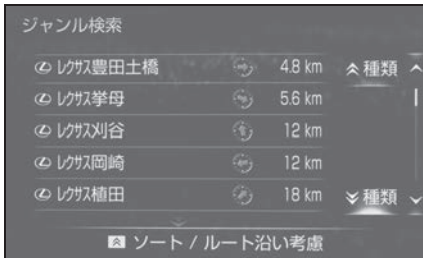 ジャンル検索
レクサス豊田土橋 4.8 km 種類
レクサス挙母 5.6 km
レクサス刈谷 12 km
レクサス岡崎 12 km
レクサス植田 18 km 種類
ソート / ルート沿い考慮